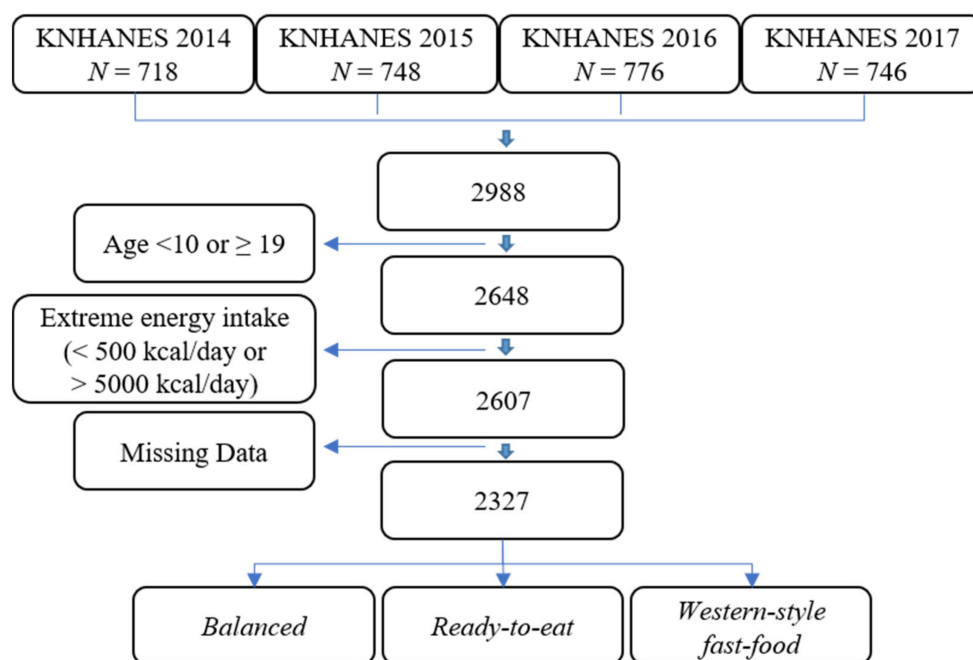 KNHANES 2014
N = 718
KNHANES 2015
N = 748
KNHANES 2016
N = 776
KNHANES 2017
N = 746
2988
Age <10 or ≥ 19
2648
Extreme energy intake
(< 500 kcal/day or
> 5000 kcal/day)
2607
Missing Data
2327
Balanced
Ready-to-eat
Western-style
fast-food